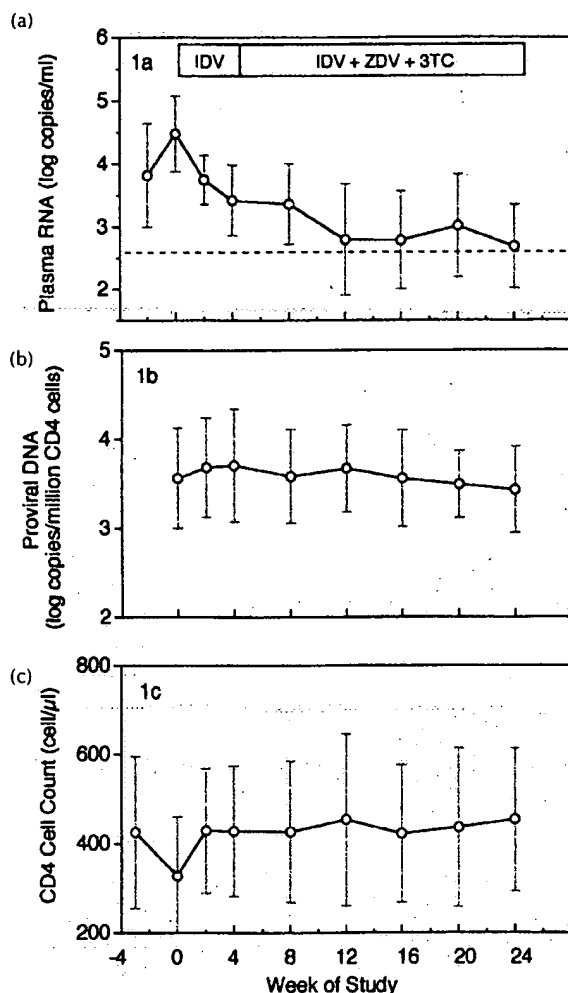 (a)
1a
IDV
IDV + ZDV + 3TC
Plasma RNA (log copies/ml)
6
5
4
3
2
(b)
1b
Proviral DNA
(log copies/million CD4 cells)
5
4
3
2
(c)
1c
CD4 Cell Count (cell/µl)
800
600
400
200
-4 0 4 8 12 16 20 24
Week of Study